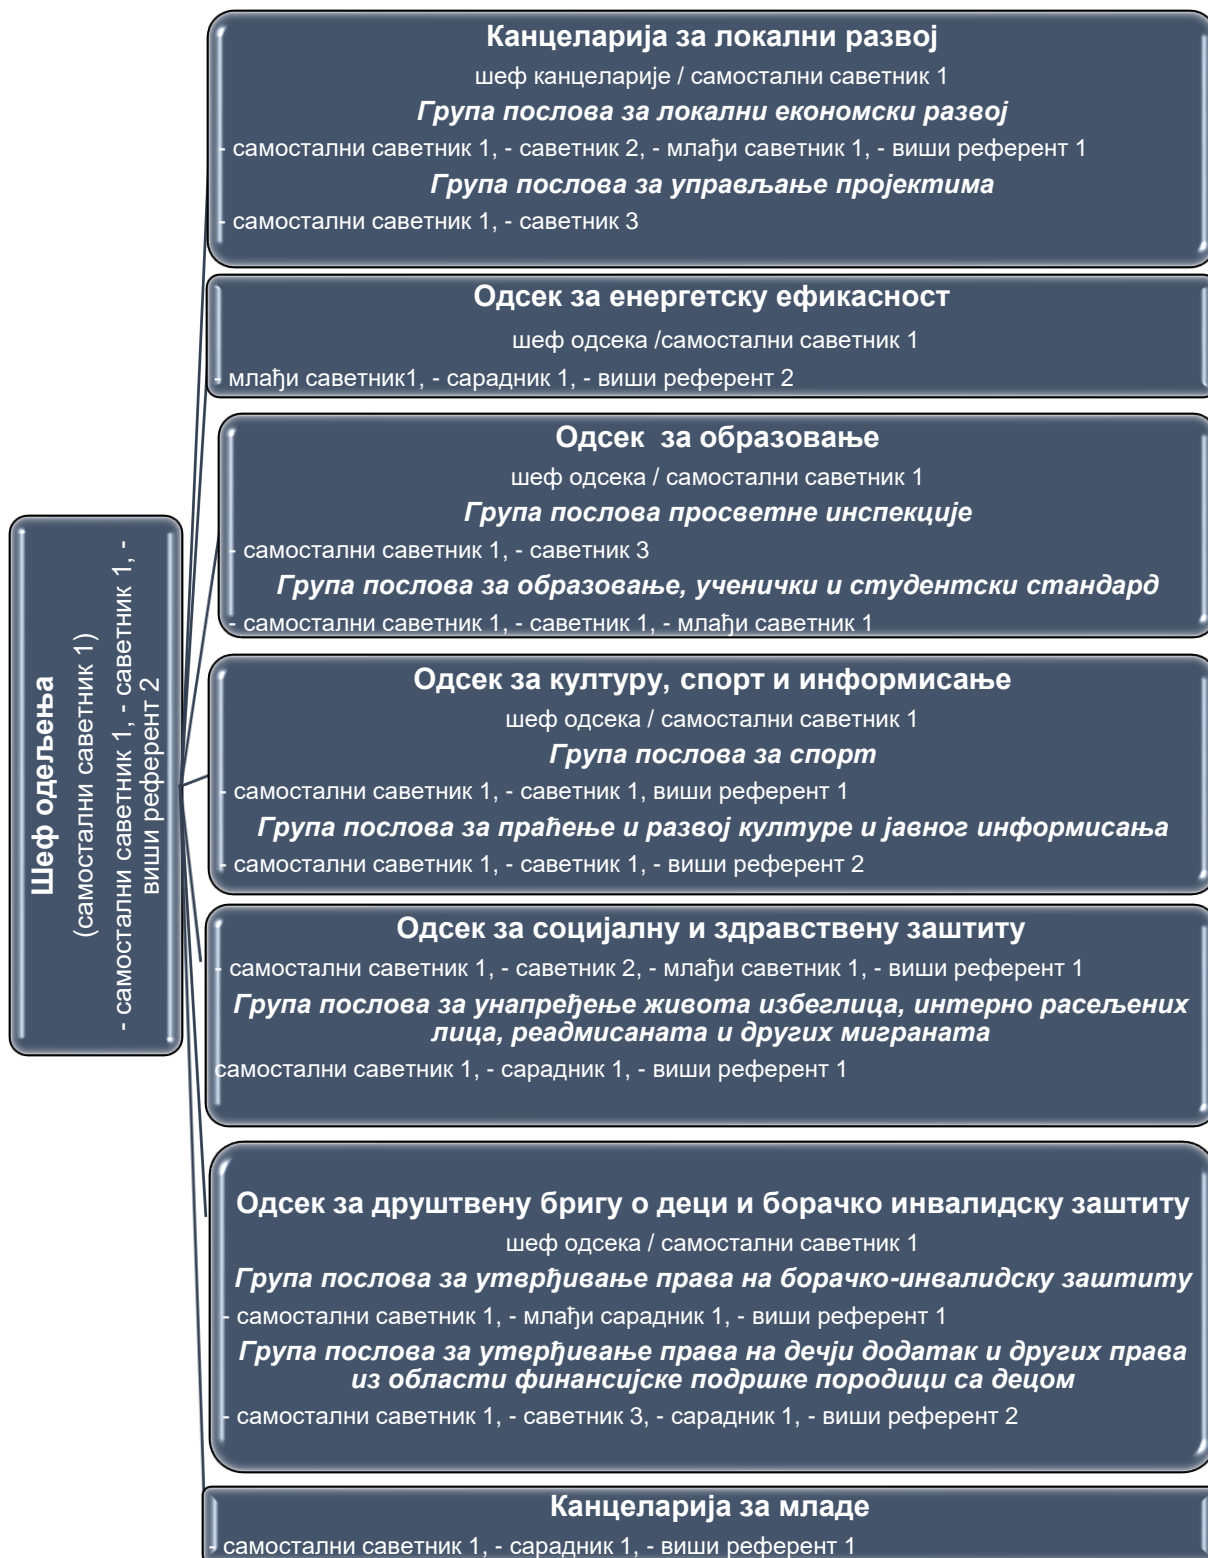 Канцеларија за локални развој
шеф канцеларије / самостални саветник 1
Група послова за локални економски развој
- самостални саветник 1, - саветник 2, - млађи саветник 1, - виши референт 1
Група послова за управљање пројектима
- самостални саветник 1, - саветник 3
Одсек за енергетску ефикасност
шеф одсека /самостални саветник 1
- млађи саветник1, - сарадник 1, - виши референт 2
Одсек за образовање
шеф одсека / самостални саветник 1
Група послова просветне инспекције
- самостални саветник 1, - саветник 3
Група послова за образовање, ученички и студентски стандард
- самостални саветник 1, - саветник 1, - млађи саветник 1
Шеф одељења
(самостални саветник 1)
- самостални саветник 1, - саветник 1, -
виши референт 2
Одсек за културу, спорт и информисање
шеф одсека / самостални саветник 1
Група послова за спорт
- самостални саветник 1, - саветник 1, виши референт 1
Група послова за праћење и развој културе и јавног информисања
- самостални саветник 1, - саветник 1, - виши референт 2
Одсек за социјалну и здравствену заштиту
- самостални саветник 1, - саветник 2, - млађи саветник 1, - виши референт 1
Група послова за унапређење живота избеглица, интерно расељених
лица, реадмисаната и других миграната
самостални саветник 1, - сарадник 1, - виши референт 1
Одсек за друштвену бригу о деци и борачко инвалидску заштиту
шеф одсека / самостални саветник 1
Група послова за утврђивање права на борачко-инвалидску заштиту
- самостални саветник 1, - млађи сарадник 1, - виши референт 1
Група послова за утврђивање права на дечји додатак и других права
из области финансијске подршке породици са децом
- самостални саветник 1, - саветник 3, - сарадник 1, - виши референт 2
Канцеларија за младе
- самостални саветник 1, - сарадник 1, - виши референт 1